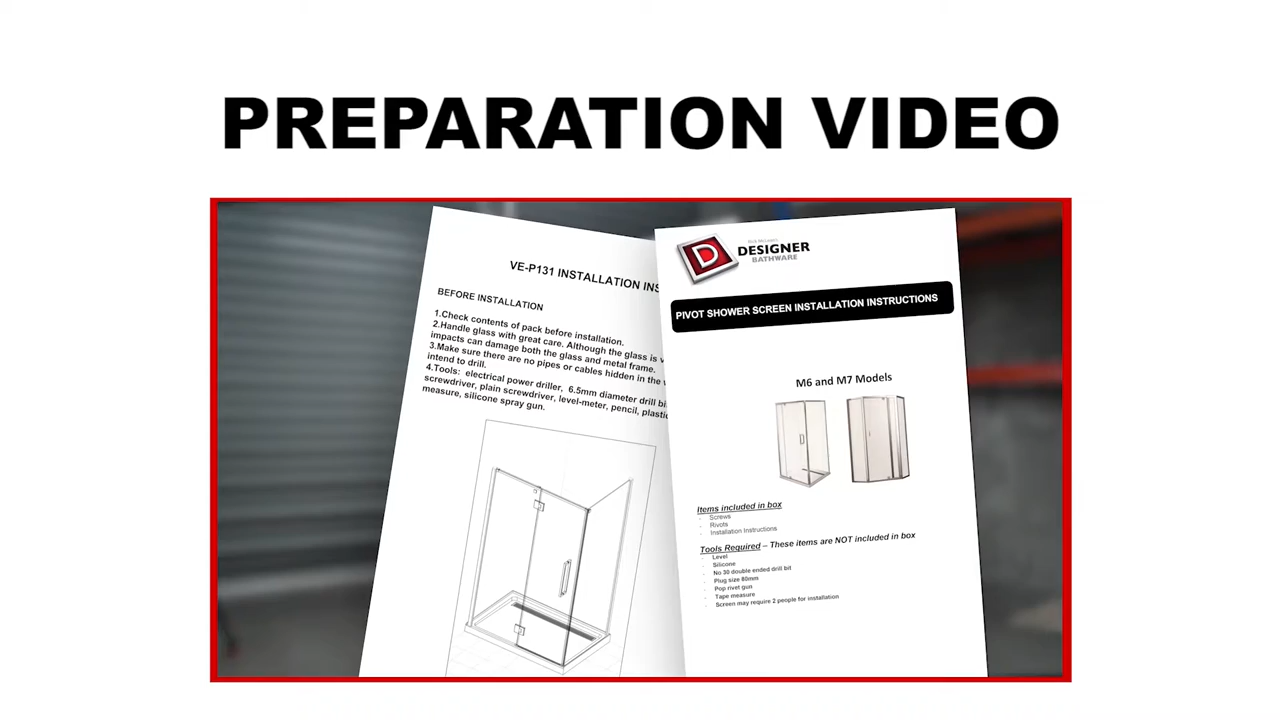 PREPARATION VIDEO
VE-P131 INSTALLATION INS
BEFORE INSTALLATION
1.Check contents of pack before installation.
2.Handle glass with great care. Although the glass is v
impacts can damage both the glass and metal frame.
3.Make sure there are no pipes or cables hidden in the
intend to drill.
4.Tools: electrical power driller, 6.5mm diameter drill bi
screwdriver, plain screwdriver, level-meter, pencil, plastic
measure, silicone spray gun.
D
DESIGNER
BATHWARE
PIVOT SHOWER SCREEN INSTALLATION INSTRUCTIONS
M6 and M7 Models
Items included in box
- Screws
- Rivots
- Installation Instructions
Tools Required – These items are NOT included in box
- Level
- Silicone
- No 30 double ended drill bit
- Plug size 80mm
- Pop rivet gun
- Tape measure
- Screen may require 2 people for installation